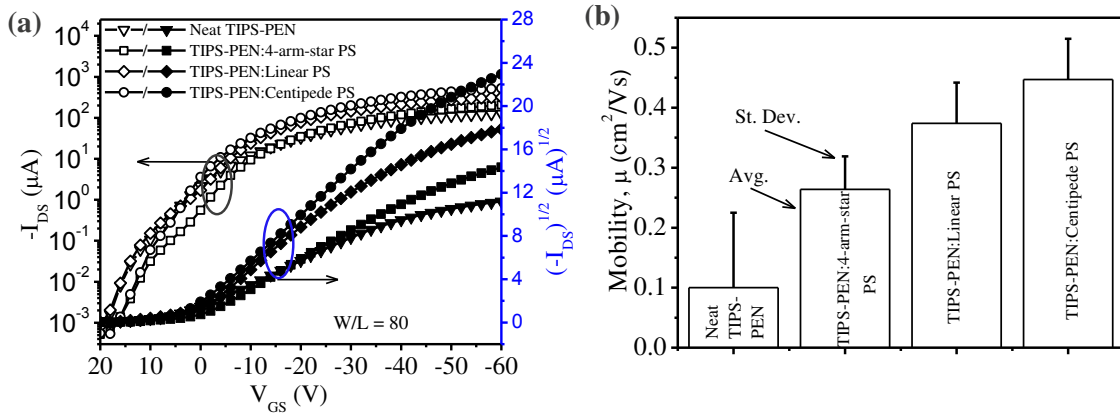 (a)
10^4
10^3
10^2
10^1
10^0
10^-1
10^-2
10^-3
-I_DS (μA)
Neat TIPS-PEN
TIPS-PEN:4-arm-star PS
TIPS-PEN:Linear PS
TIPS-PEN:Centipede PS
W/L = 80
20 10 0 -10 -20 -30 -40 -50 -60
V_GS (V)
28
24
20
16
12
8
4
0
(-I_DS)^1/2 (μA)^1/2
(b)
0.5
0.4
0.3
0.2
0.1
0.0
Mobility, μ (cm^2/Vs)
St. Dev.
Avg.
Neat
TIPS-
PEN
TIPS-PEN:4-arm-star
PS
TIPS-PEN:Linear PS
TIPS-PEN:Centipede PS